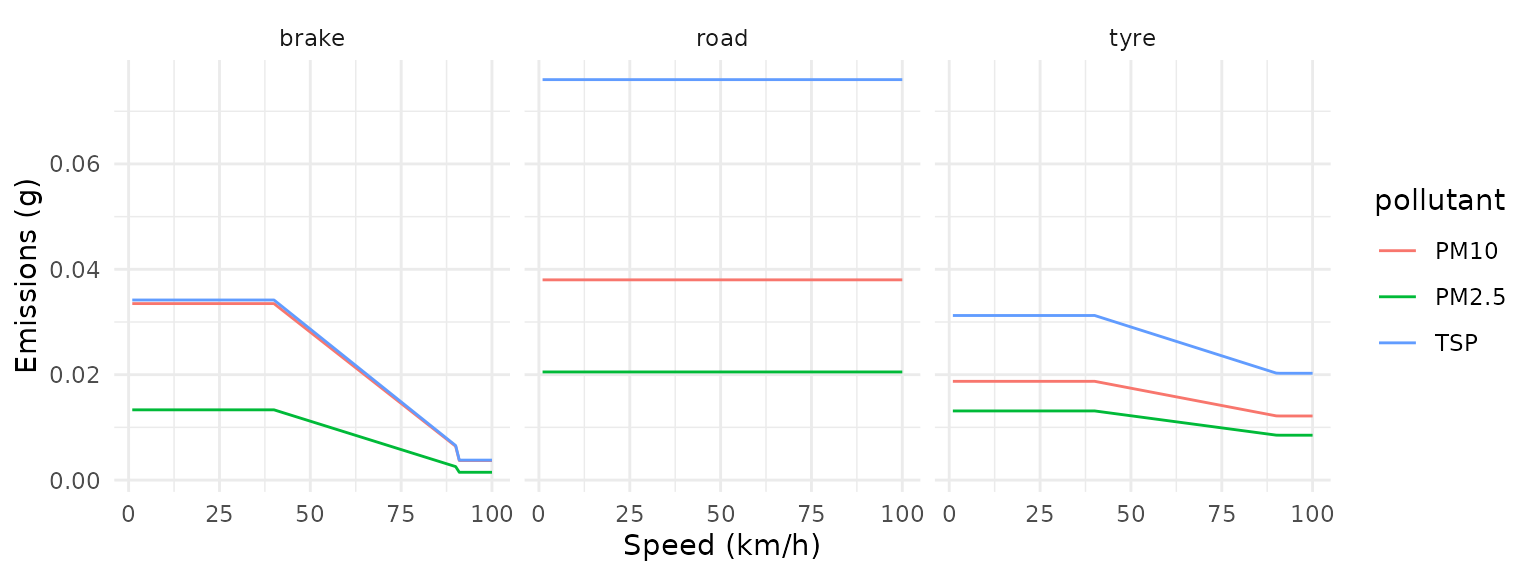 brake road tyre
Emissions (g)
0.06
0.04
0.02
0.00
0 25 50 75 100 0 25 50 75 100 0 25 50 75 100
Speed (km/h)
pollutant
PM10
PM2.5
TSP